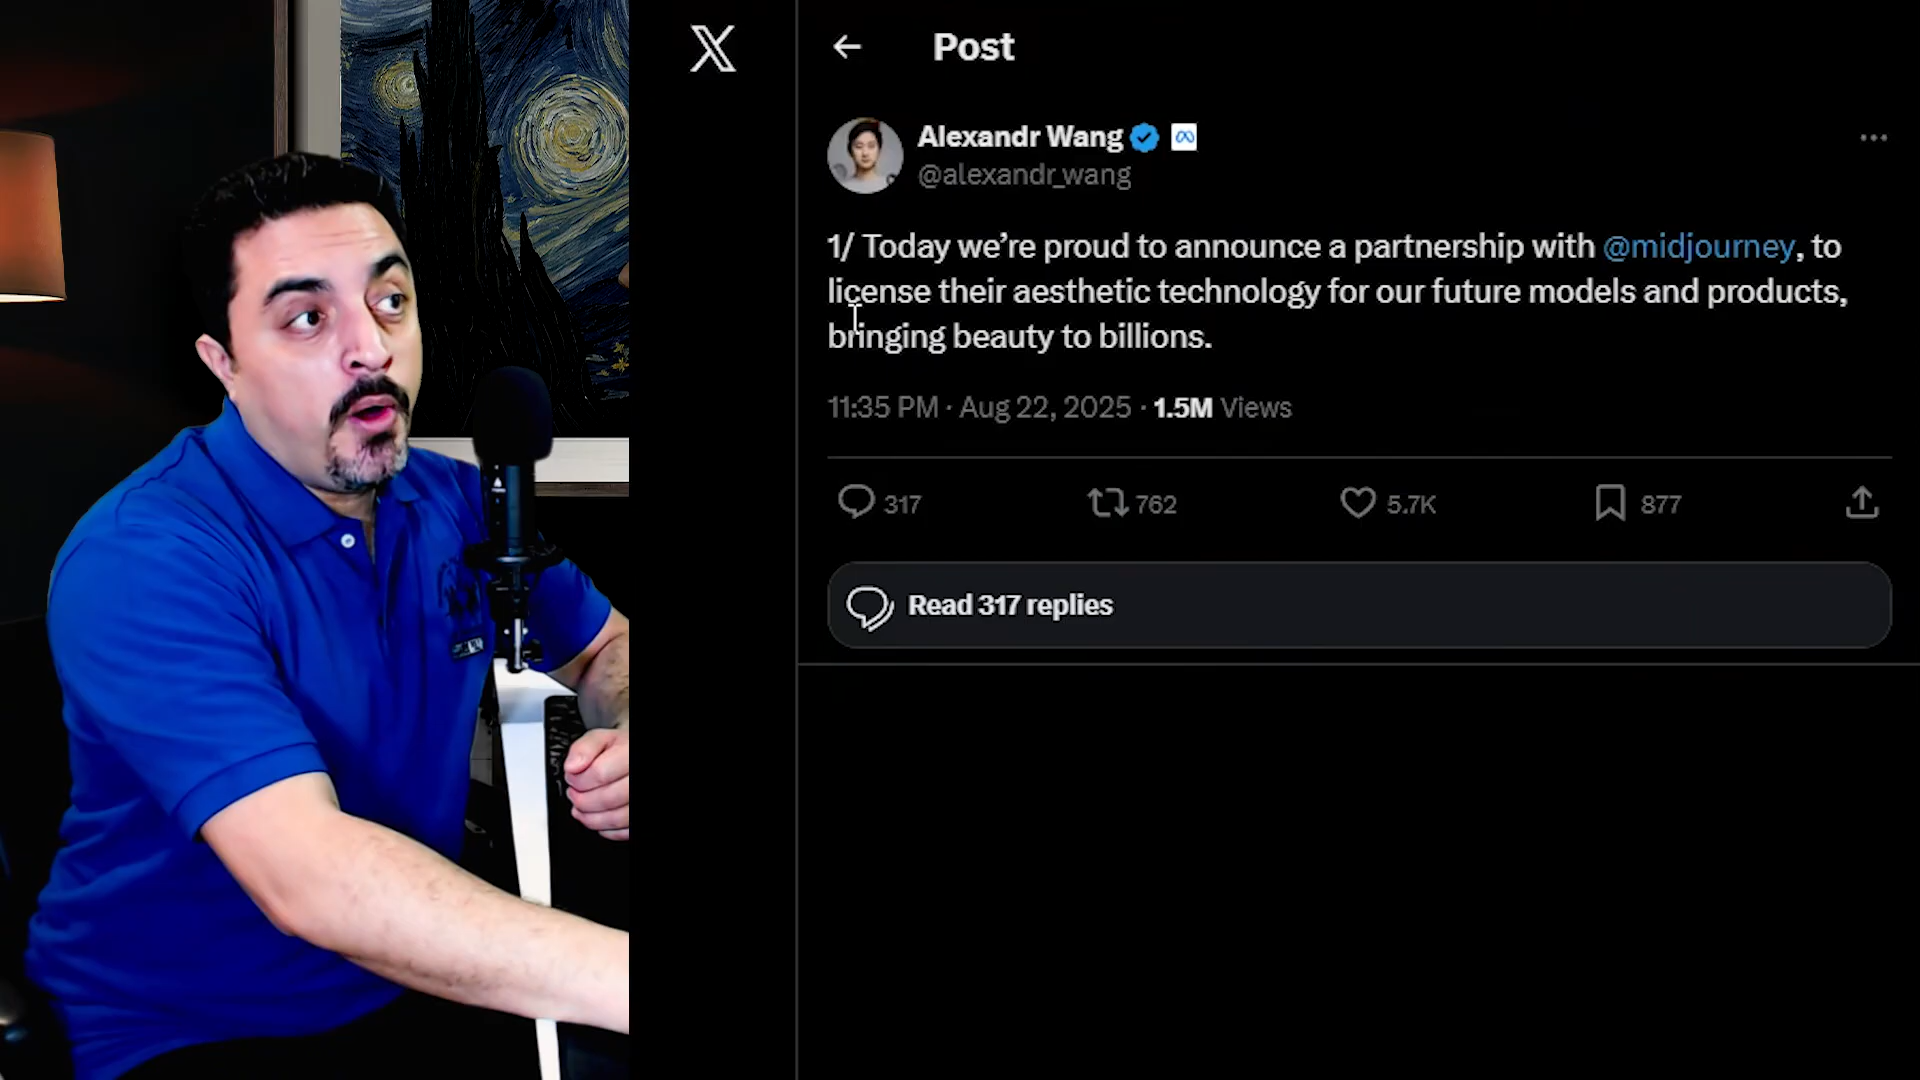 Post
Alexandr Wang
@alexandr_wang
1/ Today we’re proud to announce a partnership with @midjourney, to
license their aesthetic technology for our future models and products,
bringing beauty to billions.
11:35 PM · Aug 22, 2025 · 1.5M Views
317 762 5.7K 877
Read 317 replies